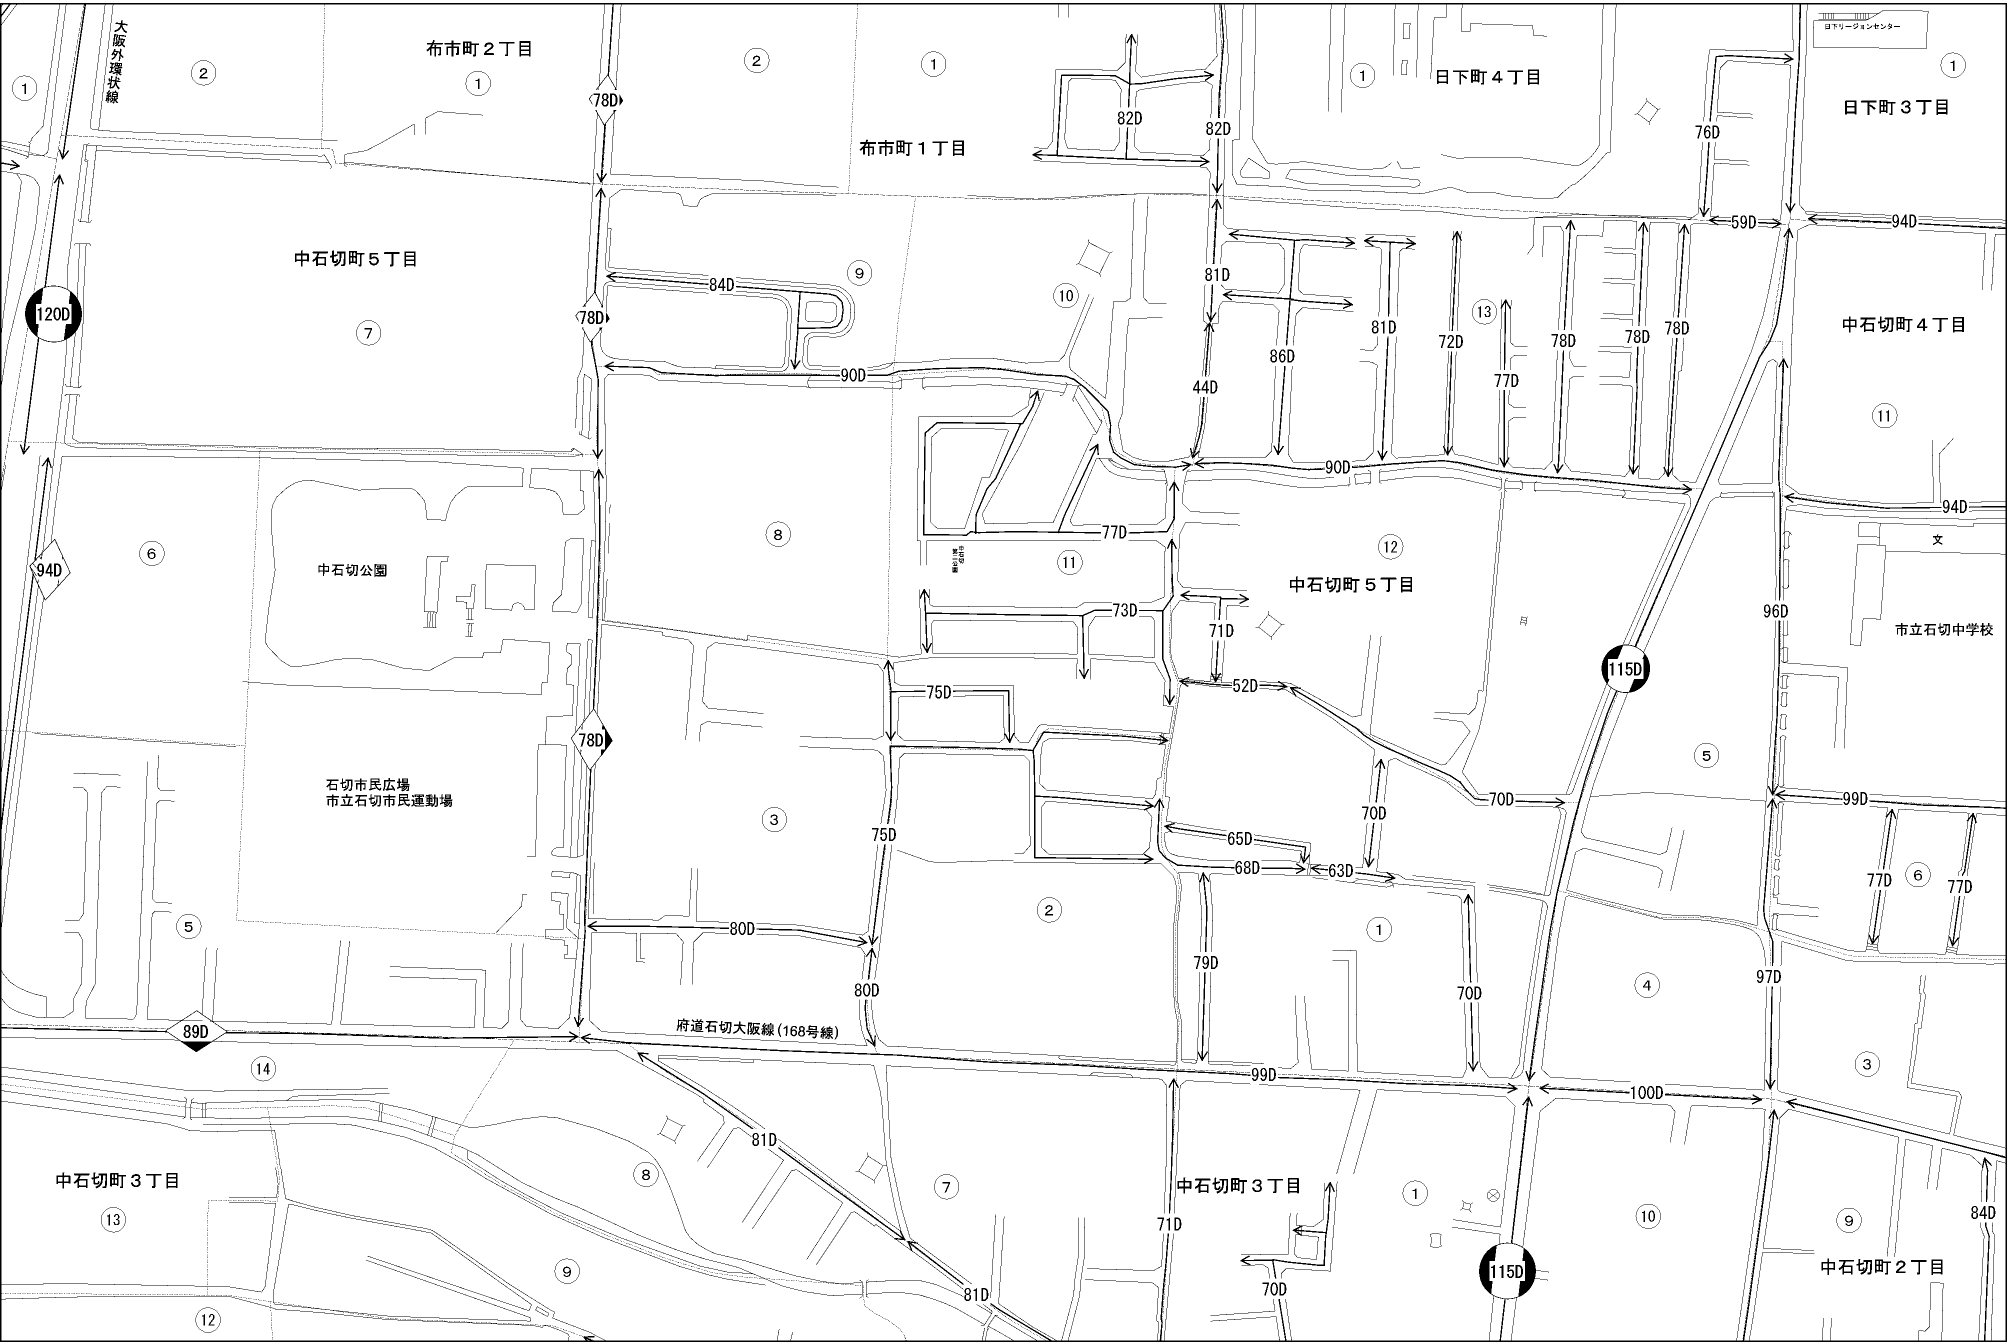 日下リージョンセンター
大阪外環状線
布市町２丁目
②
①
①
②
①
①
日下町４丁目
①
日下町３丁目
78D
82D
82D
76D
布市町１丁目
59D
94D
中石切町５丁目
84D
⑨
⑩
81D
120D
⑦
78D
⑬
中石切町４丁目
81D
78D
78D
78D
86D
72D
77D
90D
44D
⑪
90D
94D
⑥
中石切公園
⑧
77D
中石切
第二公園
⑪
⑫
中石切町５丁目
文
94D
73D
71D
96D
市立石切中学校
115D
75D
52D
78D
⑤
石切市民広場
市立石切市民運動場
③
75D
70D
70D
99D
65D
68D
63D
77D
77D
⑥
⑤
80D
②
①
80D
79D
70D
97D
④
89D
府道石切大阪線(168号線)
⑭
99D
100D
③
81D
⑧
⑦
71D
中石切町３丁目
中石切町３丁目
⑬
①
⑩
⑨
84D
⑨
81D
70D
115D
中石切町２丁目
⑫